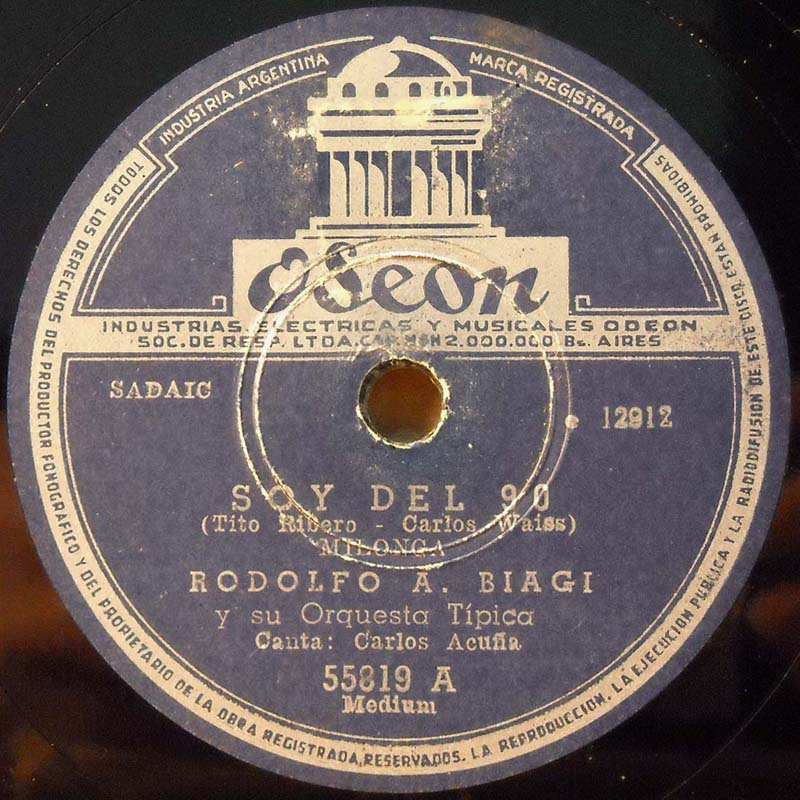 INDUSTRIA ARGENTINA
MARCA REGISTRADA
Odeon
INDUSTRIAS ELECTRICAS Y MUSICALES ODEON
SOC. DE RESP. LTDA. CAP. M$N 2.000.000 Bs. AIRES
SADAIC
12912
SOY DEL 90
(Tito Ribero - Carlos Waiss)
MILONGA
RODOLFO A. BIAGI
y su Orquesta Típica
Canta: Carlos Acuña
55819 A
Medium
TODOS LOS DERECHOS DEL PRODUCTOR FONOGRAFICO Y DEL PROPIETARIO DE LA OBRA REGISTRADA, RESERVADOS. LA REPRODUCCION, LA EJECUCION PUBLICA Y LA RADIODIFUSION DE ESTE DISCO, ESTAN PROHIBIDAS